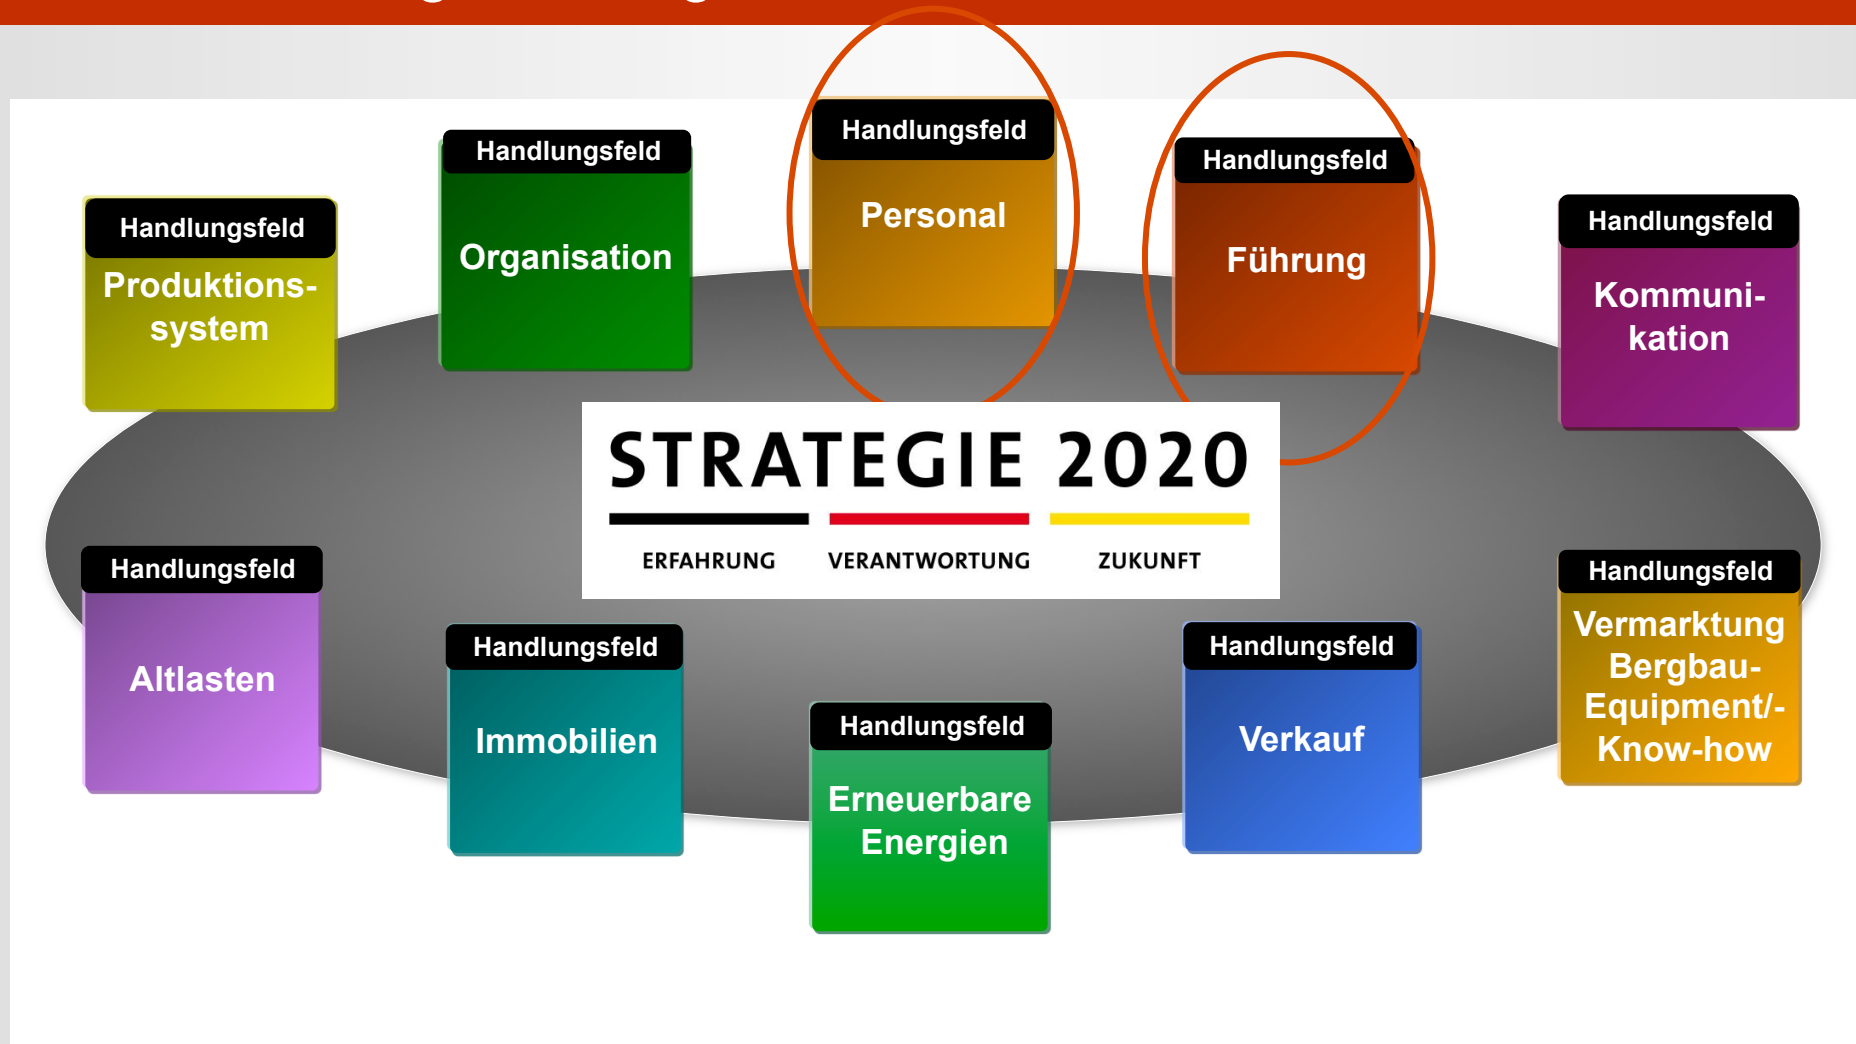 Handlungsfeld
Produktions-
system
Handlungsfeld
Organisation
Handlungsfeld
Personal
Handlungsfeld
Führung
Handlungsfeld
Kommuni-
kation
STRATEGIE 2020
ERFAHRUNG VERANTWORTUNG ZUKUNFT
Handlungsfeld
Altlasten
Handlungsfeld
Immobilien
Handlungsfeld
Erneuerbare
Energien
Handlungsfeld
Verkauf
Handlungsfeld
Vermarktung
Bergbau-
Equipment/-
Know-how